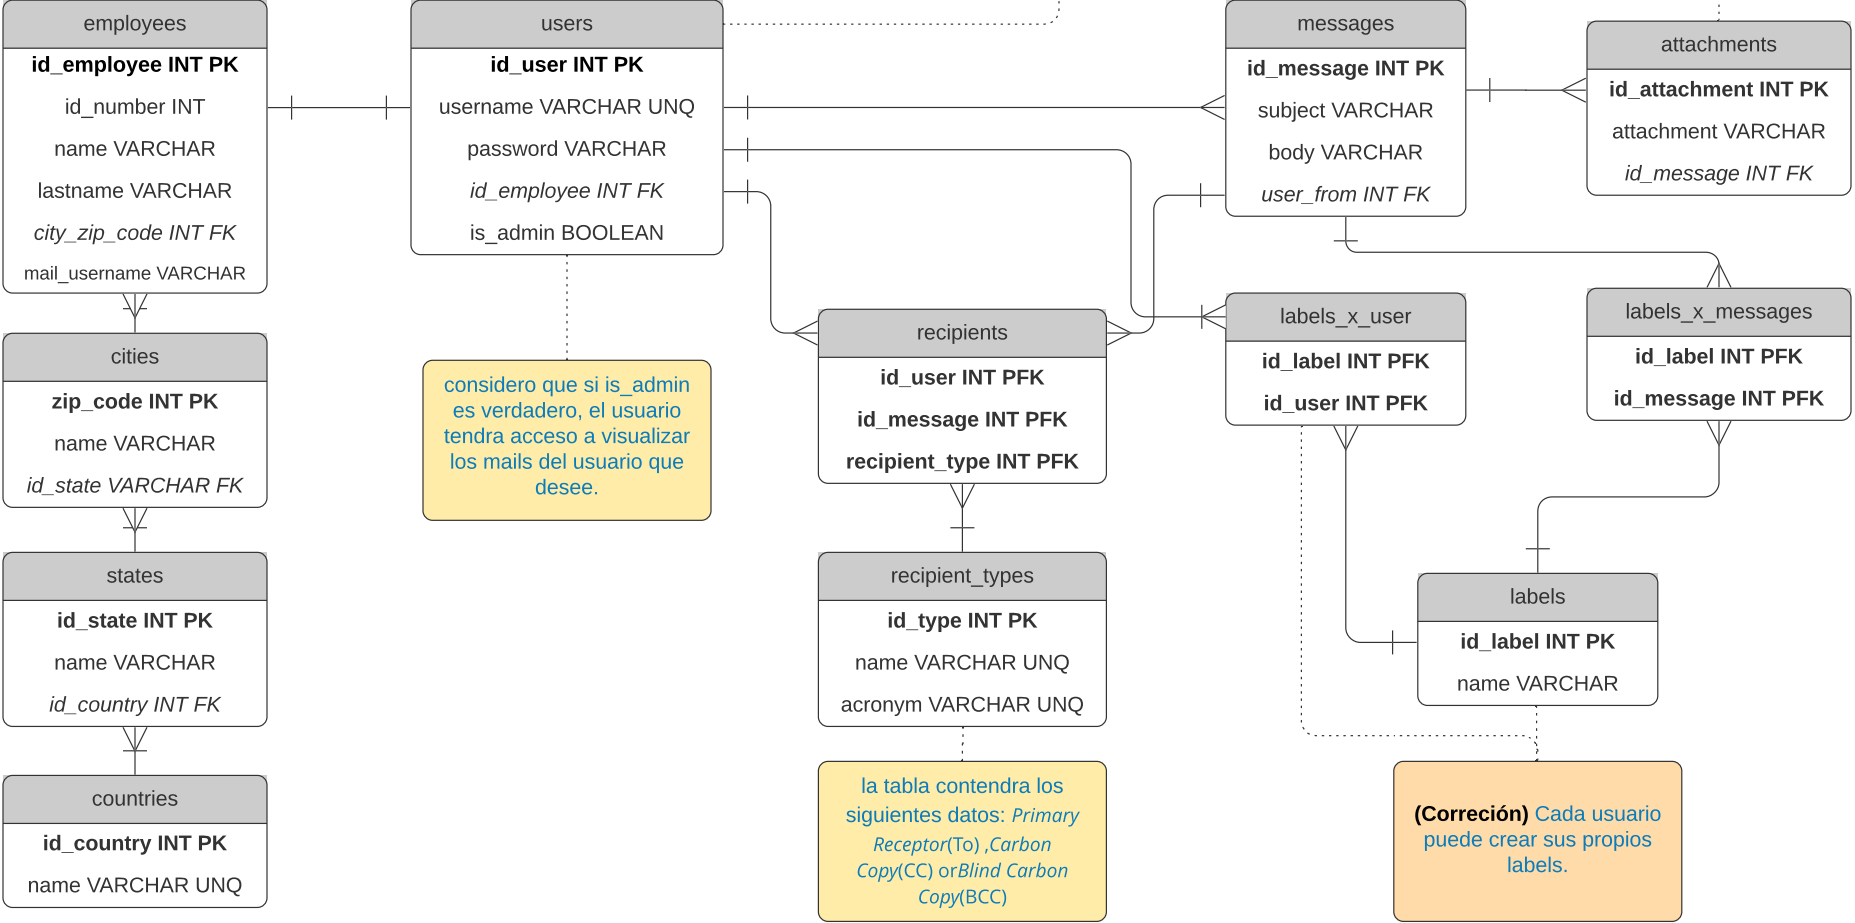 employees
id_employee INT PK
id_number INT
name VARCHAR
lastname VARCHAR
city_zip_code INT FK
mail_username VARCHAR
users
id_user INT PK
username VARCHAR UNQ
password VARCHAR
id_employee INT FK
is_admin BOOLEAN
messages
id_message INT PK
subject VARCHAR
body VARCHAR
user_from INT FK
attachments
id_attachment INT PK
attachment VARCHAR
id_message INT FK
cities
zip_code INT PK
name VARCHAR
id_state VARCHAR FK
considero que si is_admin
es verdadero, el usuario
tendra acceso a visualizar
los mails del usuario que
desee.
recipients
id_user INT PFK
id_message INT PFK
recipient_type INT PFK
labels_x_user
id_label INT PFK
id_user INT PFK
labels_x_messages
id_label INT PFK
id_message INT PFK
states
id_state INT PK
name VARCHAR
id_country INT FK
recipient_types
id_type INT PK
name VARCHAR UNQ
acronym VARCHAR UNQ
labels
id_label INT PK
name VARCHAR
countries
id_country INT PK
name VARCHAR UNQ
la tabla contendra los
siguientes datos: Primary
Receptor(To) ,Carbon
Copy(CC) orBlind Carbon
Copy(BCC)
(Correción) Cada usuario
puede crear sus propios
labels.